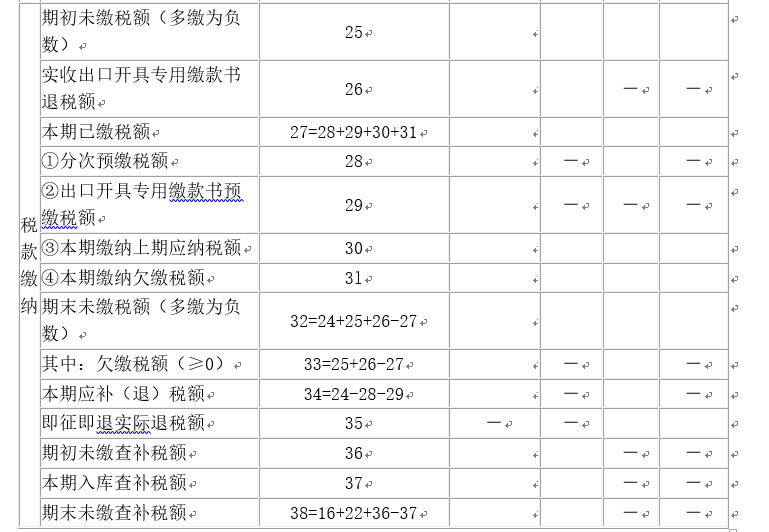 税款缴纳
期初未缴税额（多缴为负
数）
25
实收出口开具专用缴款书
退税额
26
—
—
本期已缴税额
27=28+29+30+31
①分次预缴税额
28
—
—
②出口开具专用缴款书预
缴税额
29
—
—
—
③本期缴纳上期应纳税额
30
④本期缴纳欠缴税额
31
期末未缴税额（多缴为负
数）
32=24+25+26-27
其中：欠缴税额（≥0）
33=25+26-27
—
—
本期应补（退）税额
34=24-28-29
—
—
即征即退实际退税额
35
—
—
期初未缴查补税额
36
—
—
本期入库查补税额
37
—
—
期末未缴查补税额
38=16+22+36-37
—
—